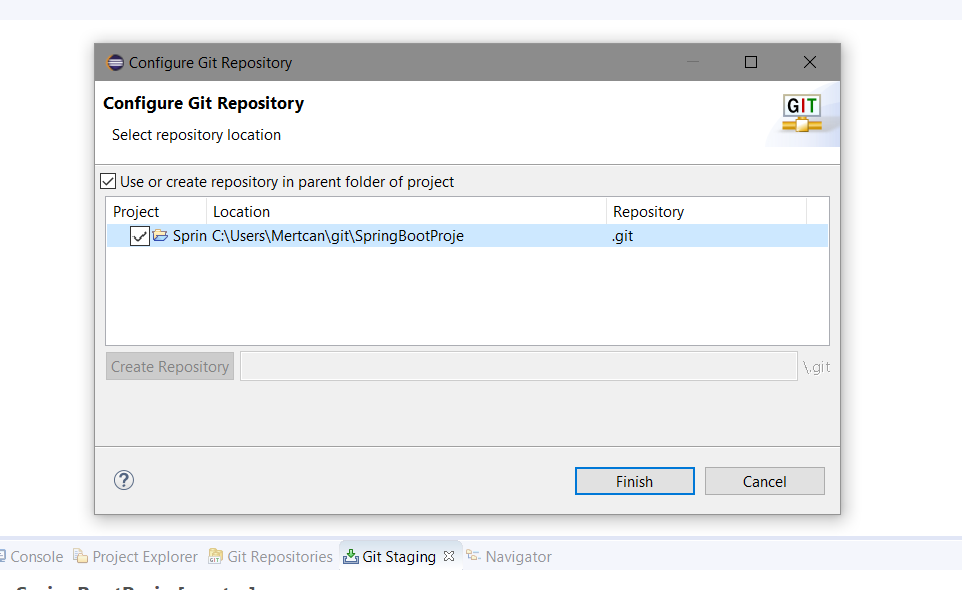 Configure Git Repository
Configure Git Repository
GIT
Select repository location
Use or create repository in parent folder of project
Project Location Repository
Sprin C:\Users\Mertcan\git\SpringBootProje .git
Create Repository \.git
? Finish Cancel
Console Project Explorer Git Repositories Git Staging Navigator